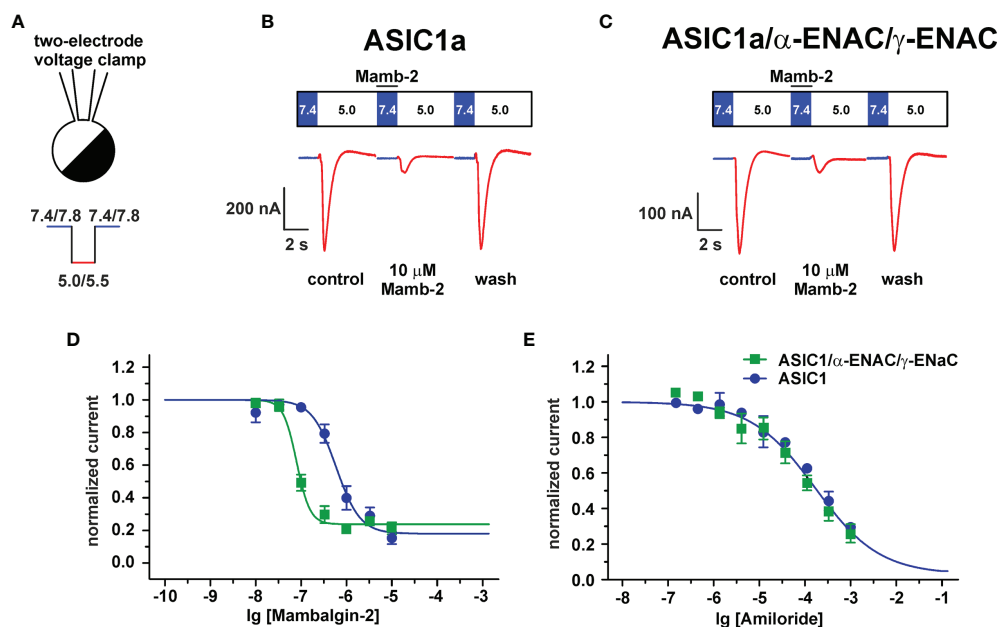 A
two-electrode
voltage clamp
7.4/7.8 7.4/7.8
5.0/5.5
B
ASIC1a
Mamb-2
7.4 5.0 7.4 5.0 7.4 5.0
200 nA
2 s
control
10 μM
Mamb-2
wash
C
ASIC1a/α-ENAC/γ-ENAC
Mamb-2
7.4 5.0 7.4 5.0 7.4 5.0
100 nA
2 s
control
10 μM
Mamb-2
wash
D
normalized current
1.2
1.0
0.8
0.6
0.4
0.2
0.0
-10 -9 -8 -7 -6 -5 -4 -3
lg [Mambalgin-2]
E
ASIC1/α-ENAC/γ-ENaC
ASIC1
normalized current
1.2
1.0
0.8
0.6
0.4
0.2
0.0
-8 -7 -6 -5 -4 -3 -2 -1
lg [Amiloride]